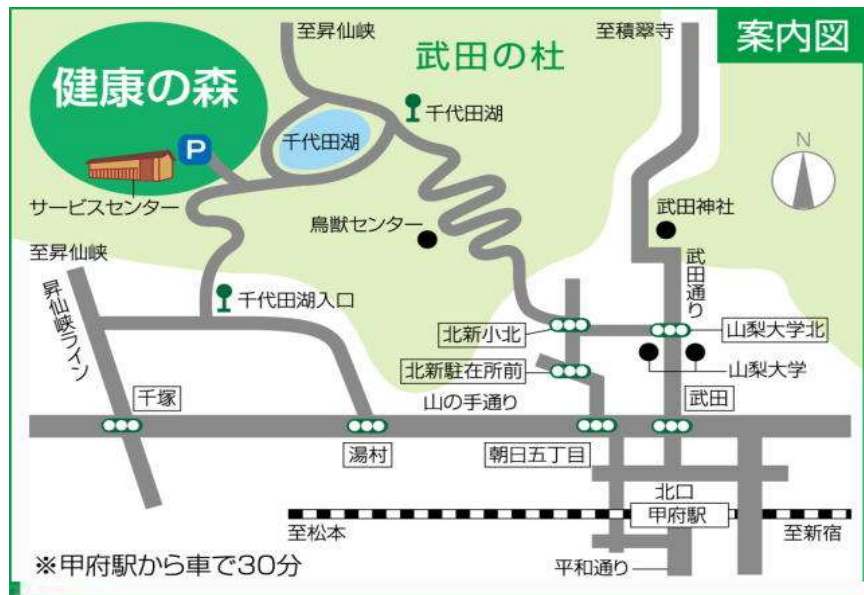 案内図
至昇仙峡
至積翠寺
武田の杜
健康の森
千代田湖
千代田湖
N
P
サービスセンター
鳥獣センター
武田神社
至昇仙峡
武田通り
昇仙峡ライン
千代田湖入口
北新小北
山梨大学北
北新駐在所前
山梨大学
千塚
山の手通り
武田
湯村
朝日五丁目
北口
甲府駅
至松本
至新宿
※甲府駅から車で30分
平和通り